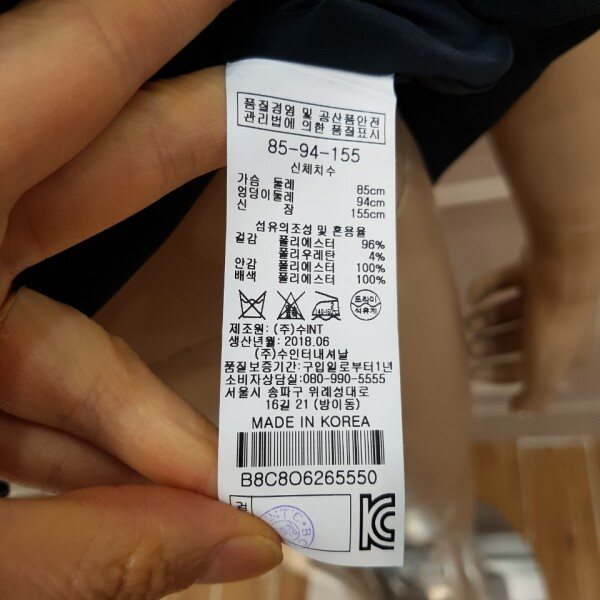 품질경영 및 공산품안전
관리법에 의한 품질표시
85-94-155
신체치수
가슴 둘레 85cm
엉덩이둘레 94cm
신 장 155cm
섬유의조성 및 혼용율
겉감 폴리에스터 96%
폴리우레탄 4%
안감 폴리에스터 100%
배색 폴리에스터 100%
드라이
석유계
제조원: (주)수INT
생산년월: 2018.06
(주)수인터내셔날
품질보증기간:구입일로부터1년
소비자상담실:080-990-5555
서울시 송파구 위례성대로
16길 21 (방이동)
MADE IN KOREA
B8C8O6265550
검